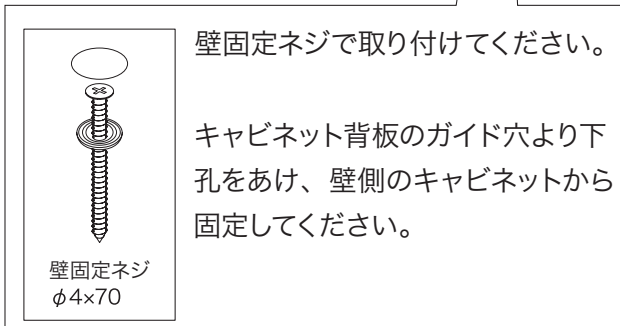 壁固定ネジで取り付けてください。
キャビネット背板のガイド穴より下
孔をあけ、壁側のキャビネットから
固定してください。
壁固定ネジ
φ4×70